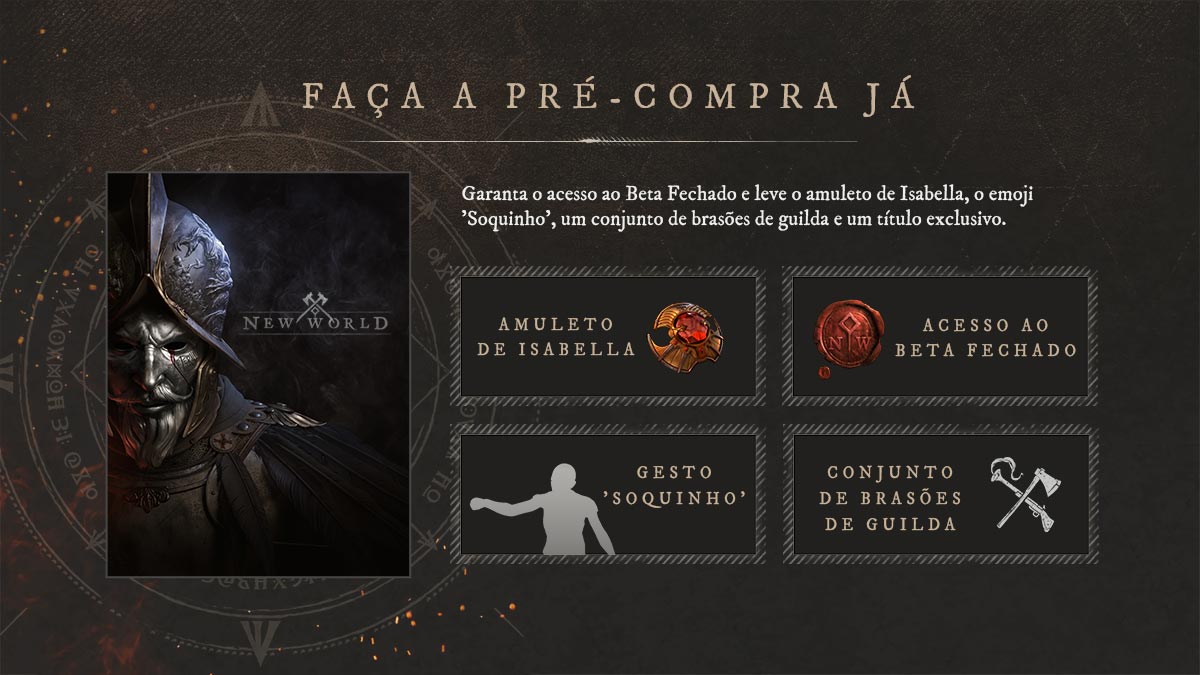 FAÇA A PRÉ-COMPRA JÁ
Garanta o acesso ao Beta Fechado e leve o amuleto de Isabella, o emoji
'Soquinho', um conjunto de brasões de guilda e um título exclusivo.
NEW WORLD
AMULETO
DE ISABELLA
N W
ACESSO AO
BETA FECHADO
GESTO
'SOQUINHO'
CONJUNTO
DE BRASÕES
DE GUILDA